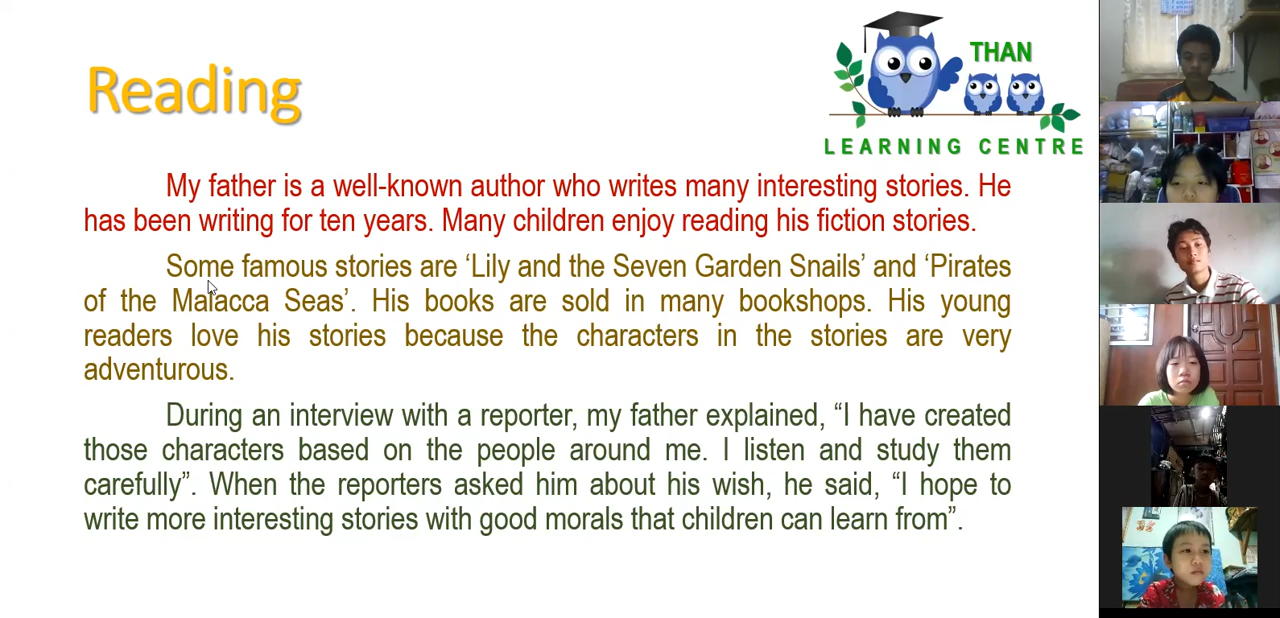 Reading
THAN
LEARNING CENTRE
My father is a well-known author who writes many interesting stories. He
has been writing for ten years. Many children enjoy reading his fiction stories.
Some famous stories are ‘Lily and the Seven Garden Snails’ and ‘Pirates
of the Malacca Seas’. His books are sold in many bookshops. His young
readers love his stories because the characters in the stories are very
adventurous.
During an interview with a reporter, my father explained, “I have created
those characters based on the people around me. I listen and study them
carefully”. When the reporters asked him about his wish, he said, “I hope to
write more interesting stories with good morals that children can learn from”.